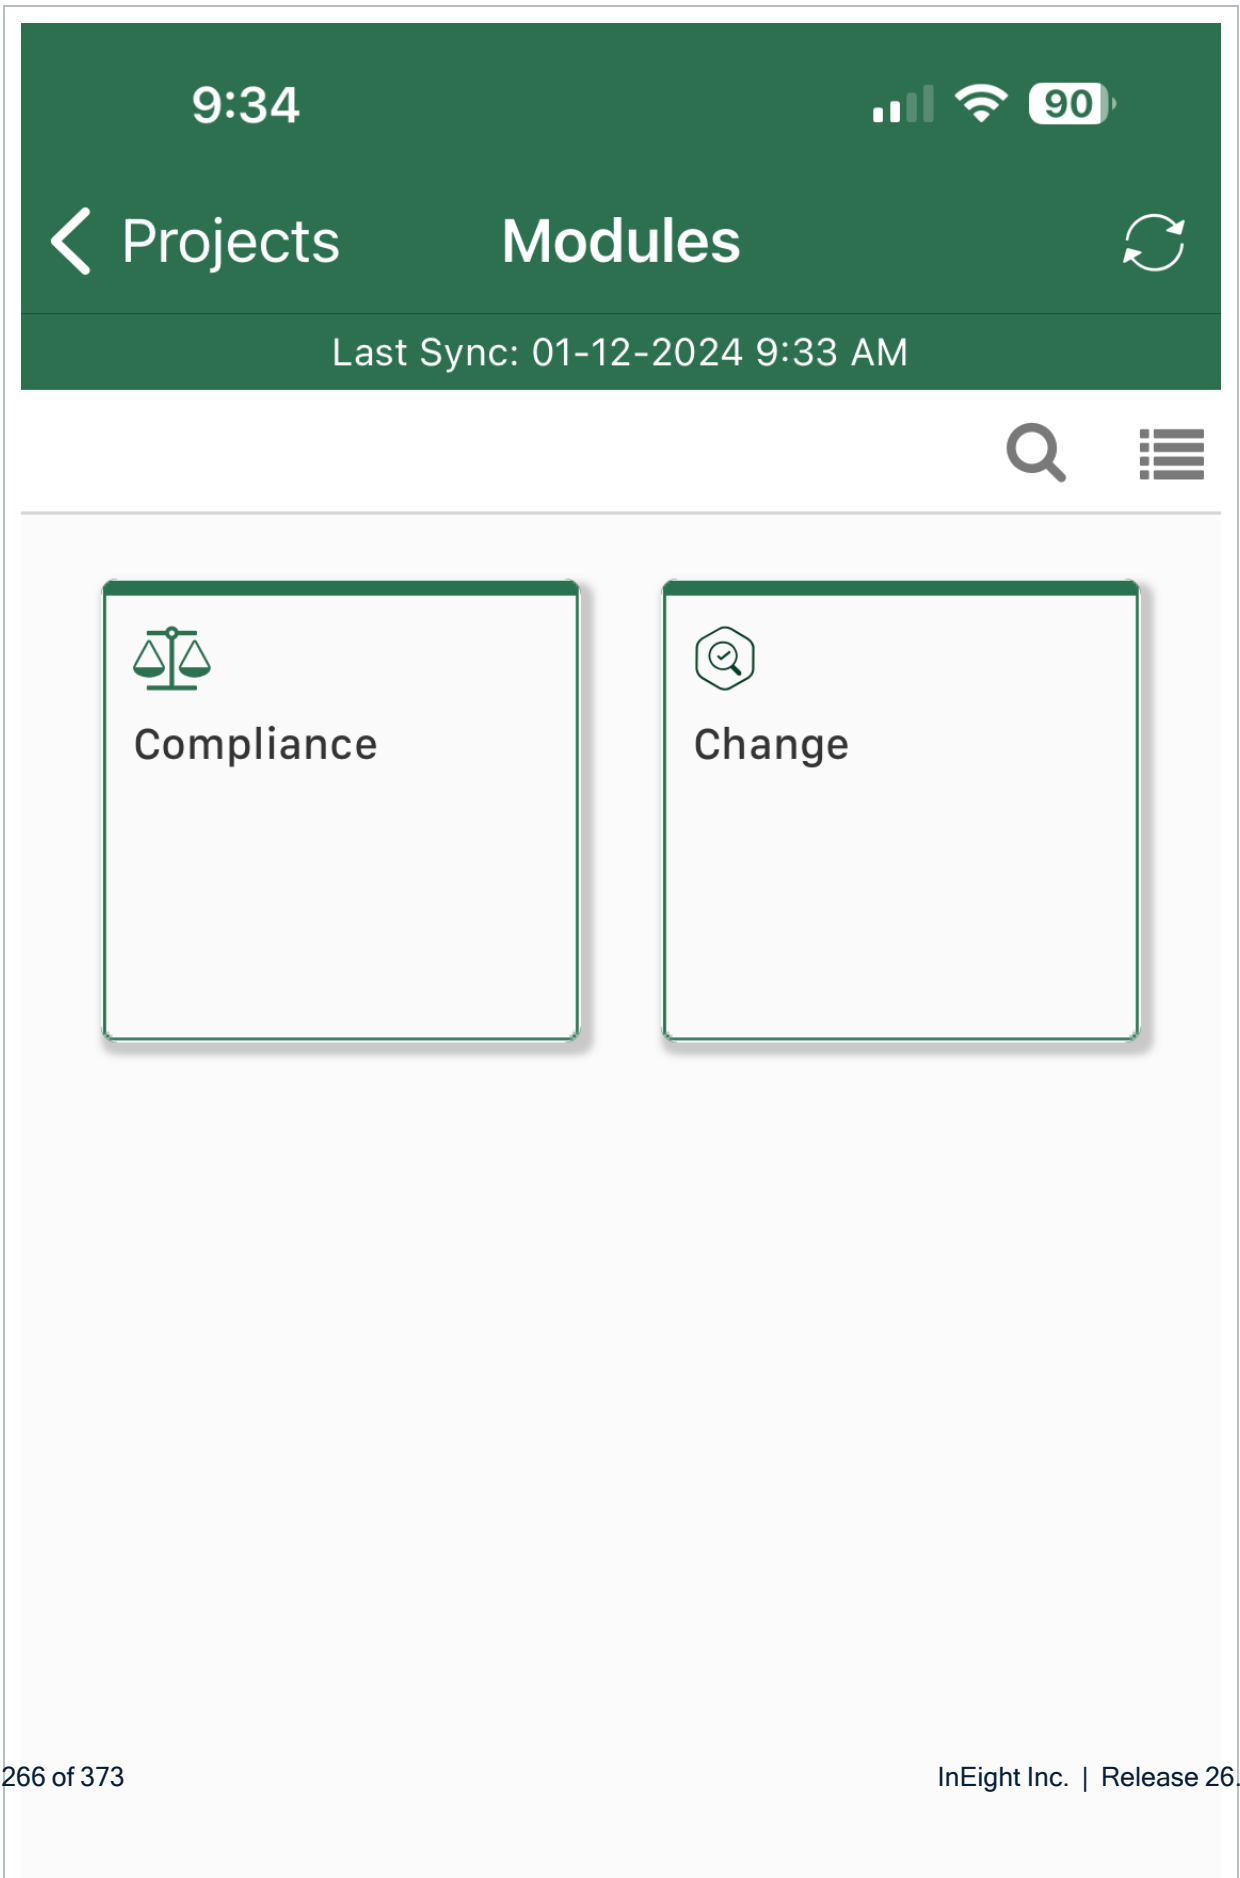 9:34
90
Projects
Modules
Last Sync: 01-12-2024 9:33 AM
Compliance
Change
266 of 373
InEight Inc. | Release 26.